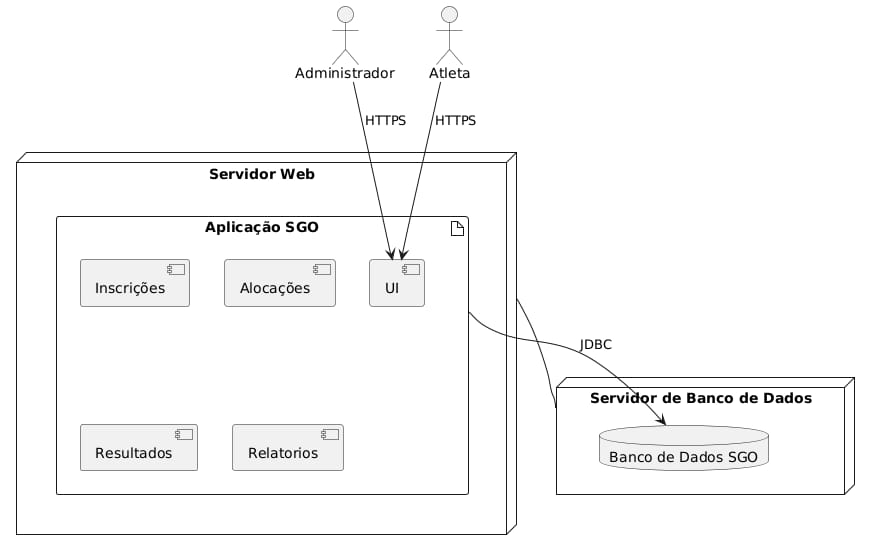 Administrador
Atleta
HTTPS
HTTPS
Servidor Web
Aplicação SGO
Inscrições
Alocações
UI
JDBC
Servidor de Banco de Dados
Banco de Dados SGO
Resultados
Relatorios